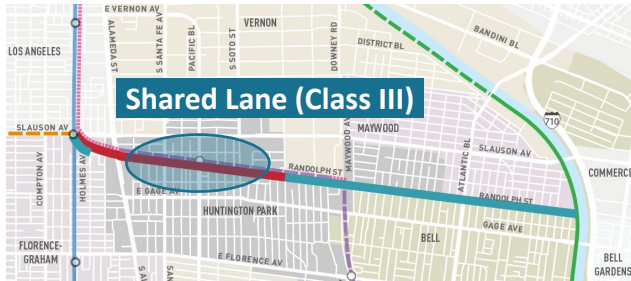 E VERNON AV
VERNON
LOS ANGELES
ALAMEDA ST
S SANTA FE AV
PACIFIC BL
S SOTO ST
DOWNEY RD
DISTRICT BL
BANDINI BL
Shared Lane (Class III)
710
SLAUSON AV
MAYWOOD AV
MAYWOOD
ATLANTIC BL
SLAUSON AV
COMPTON AV
HOLMES AV
RANDOLPH ST
COMMERCE
E GAGE AV
RANDOLPH ST
HUNTINGTON PARK
GAGE AVE
BELL
FLORENCE-
GRAHAM
E FLORENCE AV
BELL
GARDENS